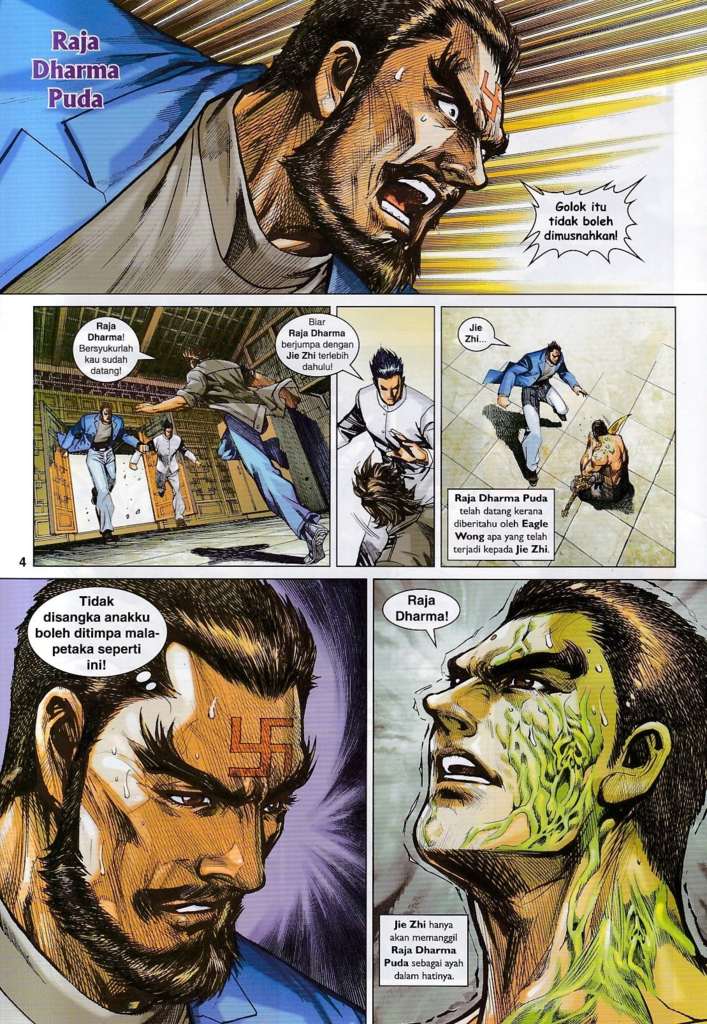 Raja
Dharma
Puda
Golok itu
tidak boleh
dimusnahkan!
Raja
Dharma!
Bersyukurlah
kau sudah
datang!
Biar
Raja Dharma
berjumpa dengan
Jie Zhi terlebih
dahulu!
Jie
Zhi...
Raja Dharma Puda
telah datang kerana
diberitahu oleh Eagle
Wong apa yang telah
terjadi kepada Jie Zhi.
4
Tidak
disangka anakku
boleh ditimpa mala-
petaka seperti
ini!
Raja
Dharma!
Jie Zhi hanya
akan memanggil
Raja Dharma
Puda sebagai ayah
dalam hatinya.